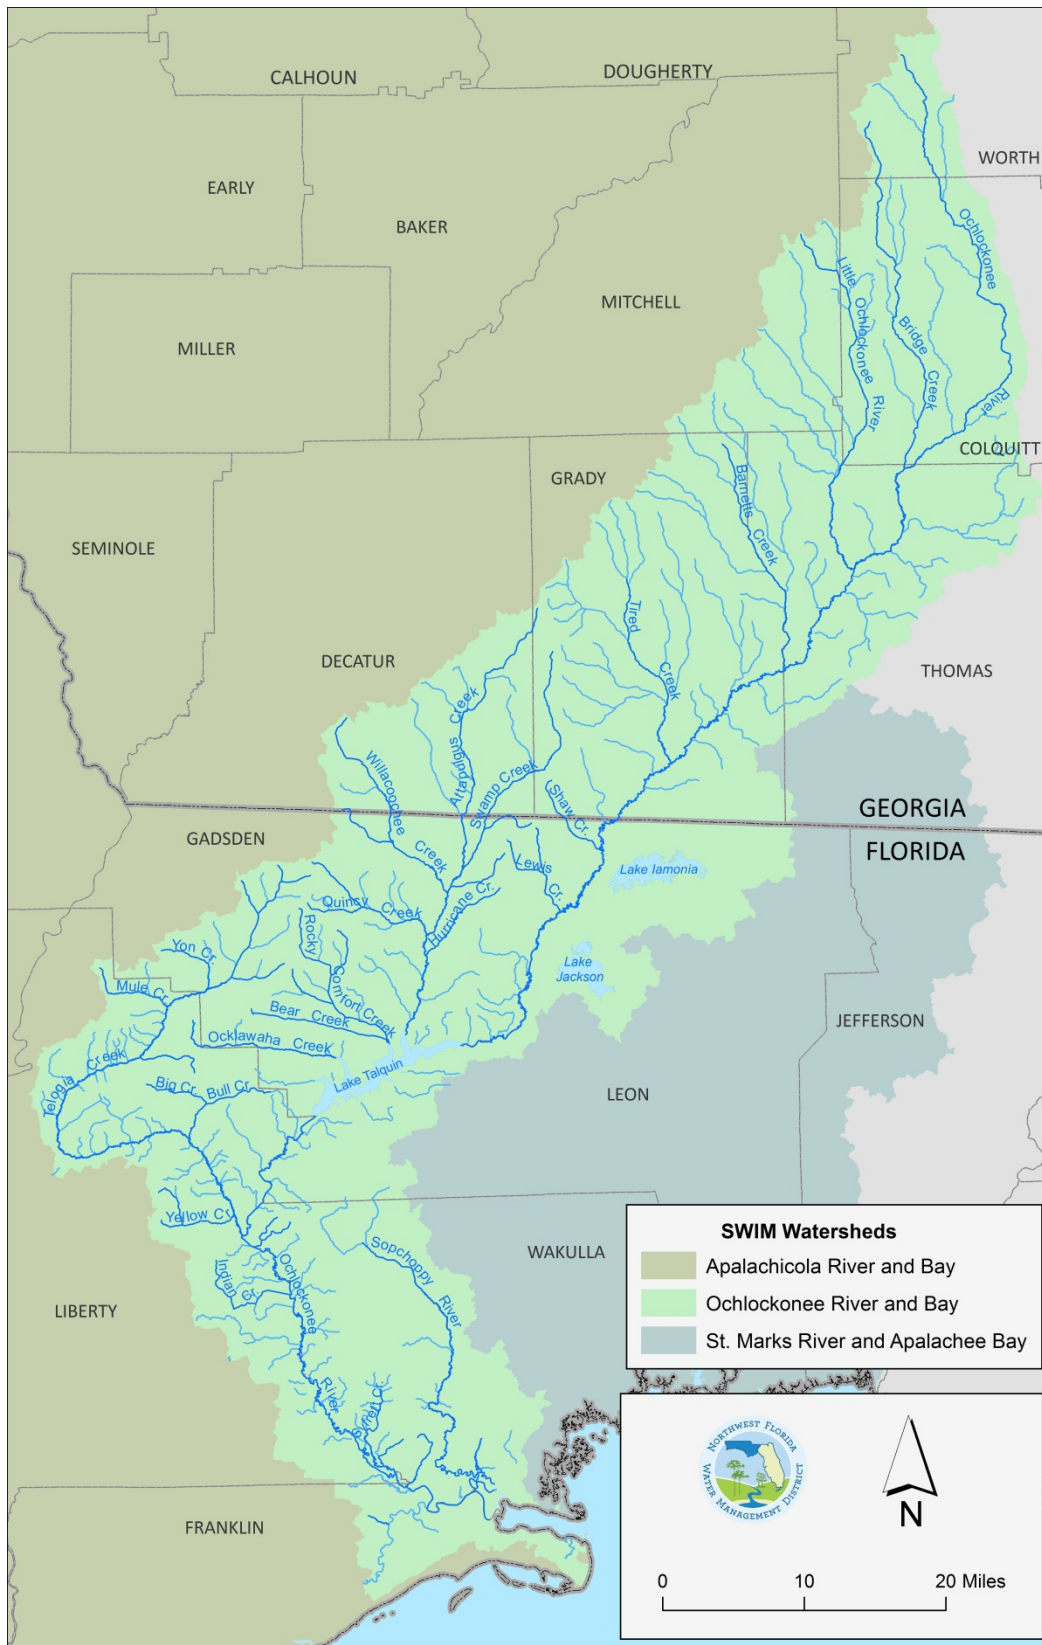 CALHOUN
DOUGHERTY
WORTH
EARLY
BAKER
Ochlockonee
River
Little Ochlockonee River
MITCHELL
Bridge Creek
MILLER
COLQUITT
GRADY
Barnetts Creek
SEMINOLE
Tired Creek
DECATUR
THOMAS
Attapulgus Creek
Willacoochee Creek
Swamp Creek
Shaw Cr.
GEORGIA
FLORIDA
GADSDEN
Lewis Cr.
Lake Iamonia
Hurricane Cr.
Quincy Creek
Rocky Comfort Creek
Yon Cr.
Lake
Jackson
Mule Cr.
Bear Creek
JEFFERSON
Ocklawaha Creek
Telogia Creek
Lake Talquin
Big Cr.
Bull Cr.
LEON
Yellow Cr.
Sopchoppy River
WAKULLA
Indian Cr.
Ochlockonee River
LIBERTY
FRANKLIN
SWIM Watersheds
Apalachicola River and Bay
Ochlockonee River and Bay
St. Marks River and Apalachee Bay
NORTHWEST FLORIDA
WATER MANAGEMENT DISTRICT
N
0 10 20 Miles